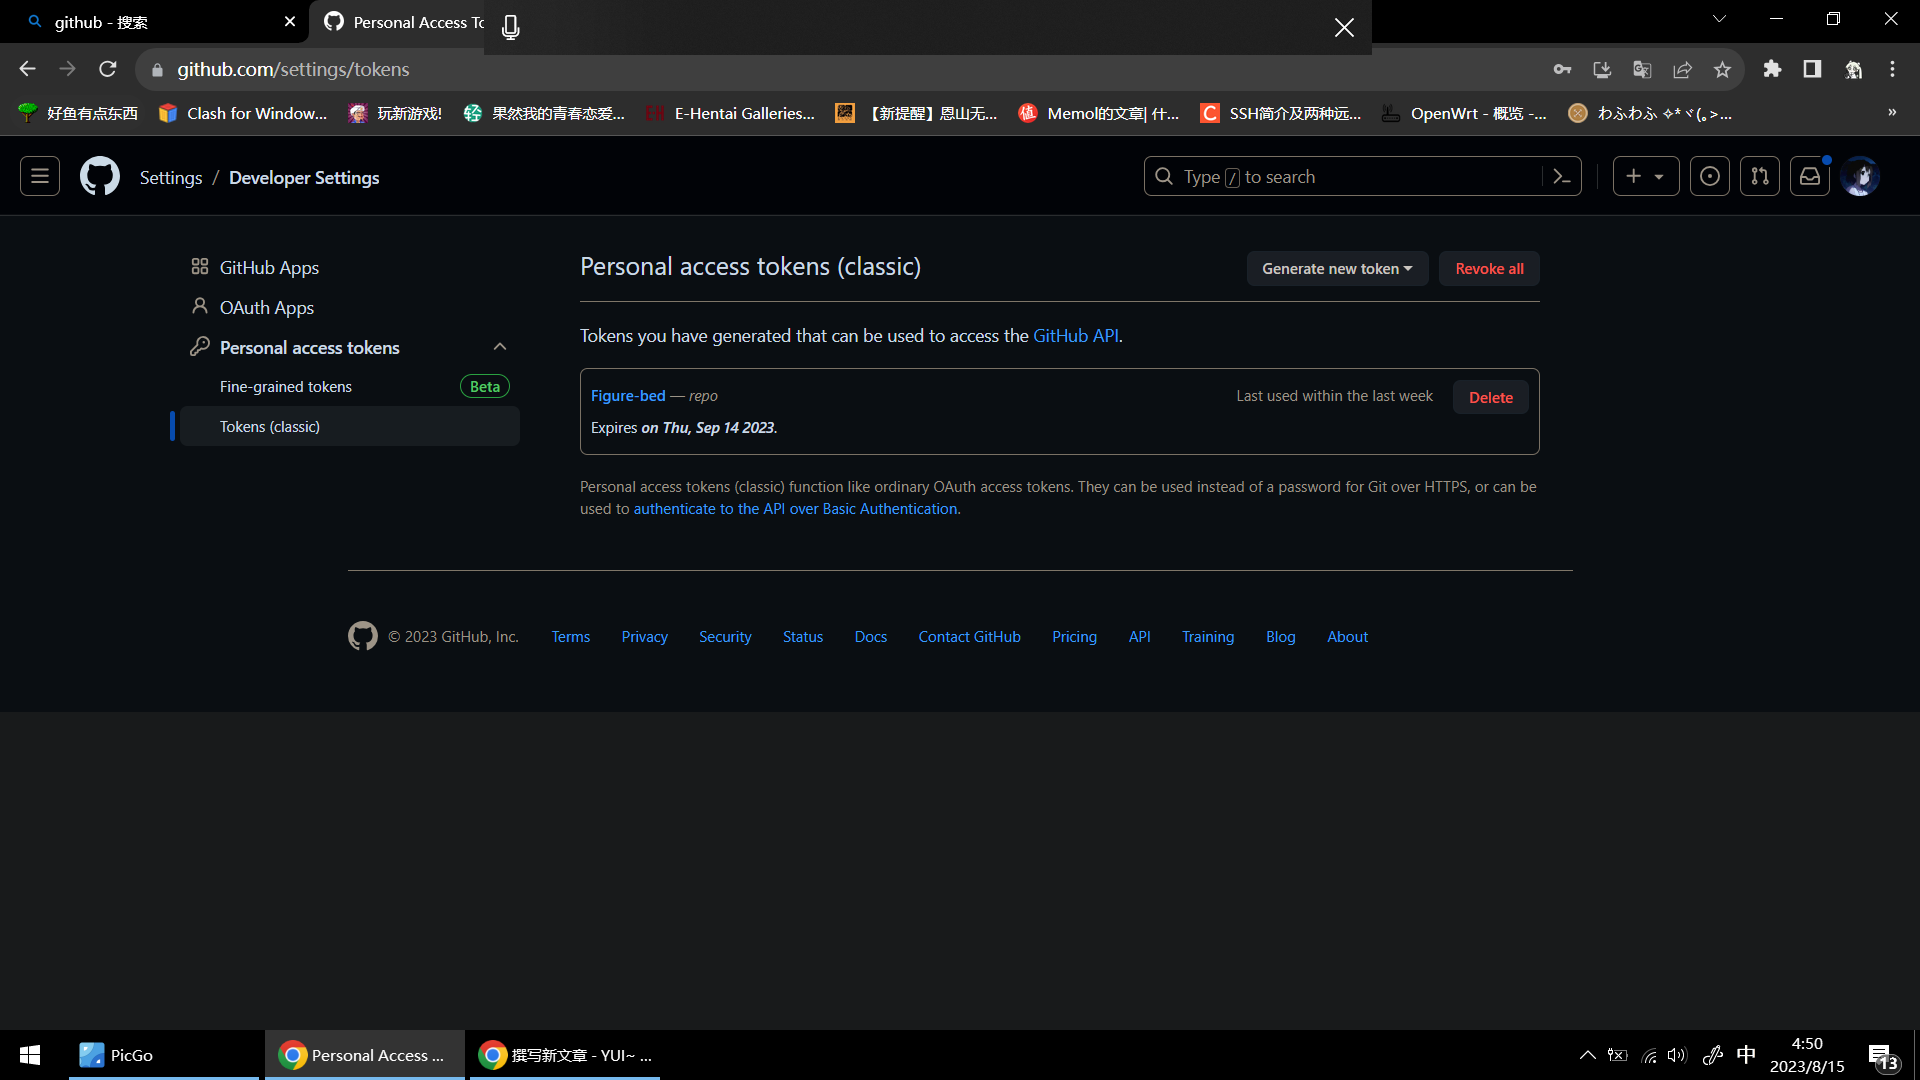 github - 搜索
Personal Access To
github.com/settings/tokens
好鱼有点东西
Clash for Window...
玩新游戏!
果然我的青春恋爱...
E-Hentai Galleries...
【新提醒】恩山无...
Memol的文章| 什...
SSH简介及两种远...
OpenWrt - 概览 -...
わふわふ ✧*ヾ(｡>...
»
Settings / Developer Settings
Type / to search
GitHub Apps
OAuth Apps
Personal access tokens
Fine-grained tokens
Beta
Tokens (classic)
Personal access tokens (classic)
Generate new token
Revoke all
Tokens you have generated that can be used to access the GitHub API.
Figure-bed — repo
Last used within the last week
Delete
Expires on Thu, Sep 14 2023.
Personal access tokens (classic) function like ordinary OAuth access tokens. They can be used instead of a password for Git over HTTPS, or can be
used to authenticate to the API over Basic Authentication.
© 2023 GitHub, Inc.
Terms
Privacy
Security
Status
Docs
Contact GitHub
Pricing
API
Training
Blog
About
PicGo
Personal Access ...
撰写新文章 - YUI~ ...
中
4:50
2023/8/15
13